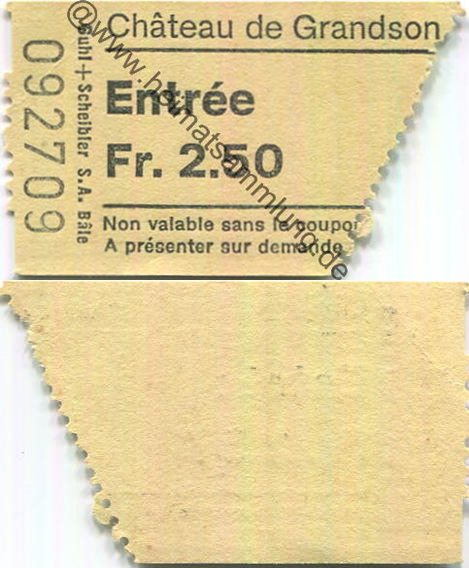 Château de Grandson
Entrée
Fr. 2.50
Non valable sans le coupon
A présenter sur demande
092709
Guhl + Scheibler S.A. Bâle
@www.heimatsammlung.de